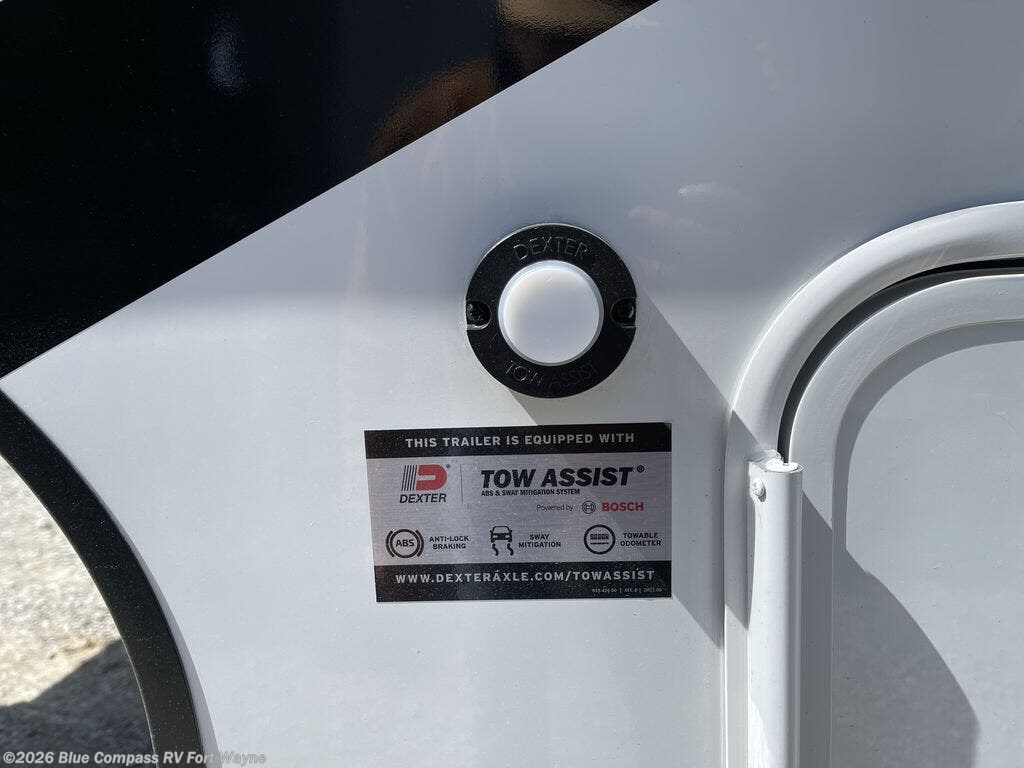 DEXTER
TOW ASSIST
THIS TRAILER IS EQUIPPED WITH
DEXTER
TOW ASSIST®
ABS & SWAY MITIGATION SYSTEM
Powered by BOSCH
ABS
ANTI-LOCK
BRAKING
SWAY
MITIGATION
TOWABLE
ODOMETER
WWW.DEXTERAXLE.COM/TOWASSIST
©2026 Blue Compass RV Fort Wayne